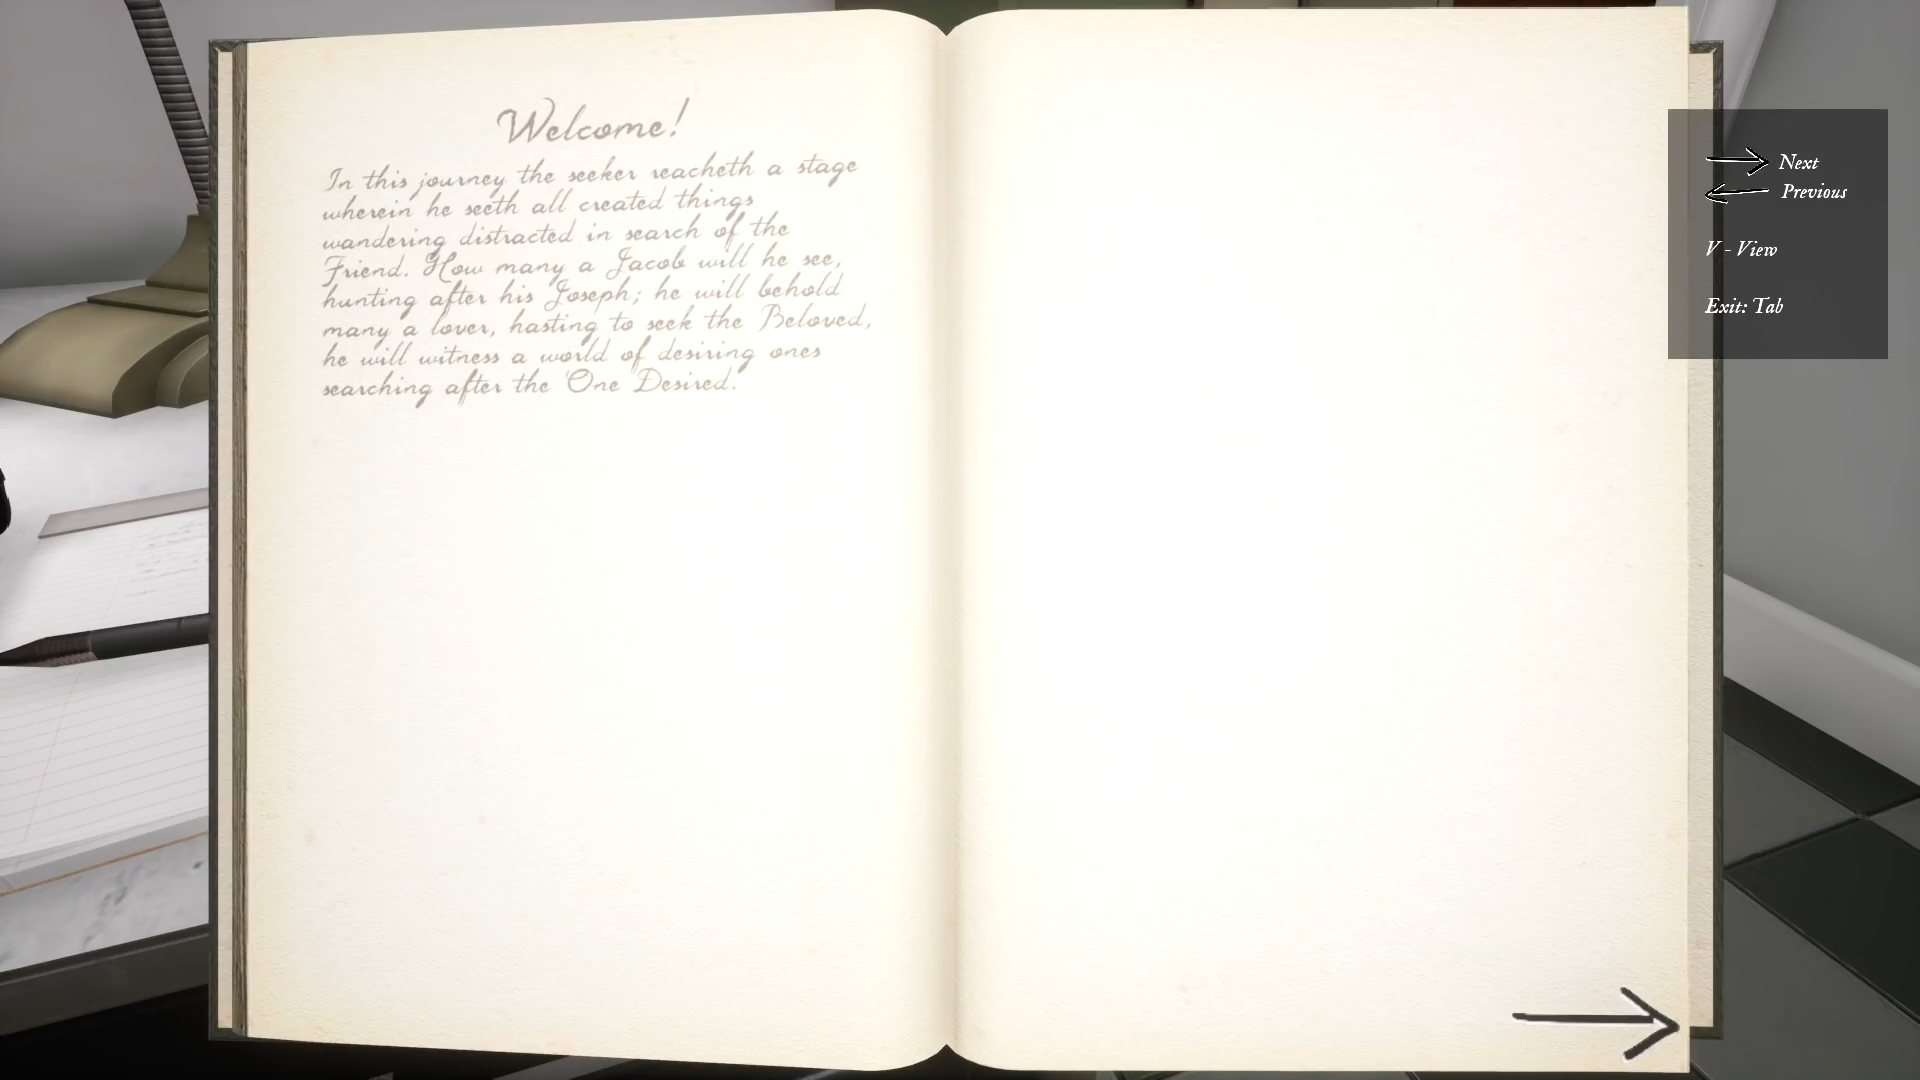 Welcome!
In this journey the seeker reacheth a stage
wherein he seeth all created things
wandering distracted in search of the
Friend. How many a Jacob will he see,
hunting after his Joseph; he will behold
many a lover, hasting to seek the Beloved,
he will witness a world of desiring ones
searching after the One Desired.
Next
Previous
V - View
Exit: Tab